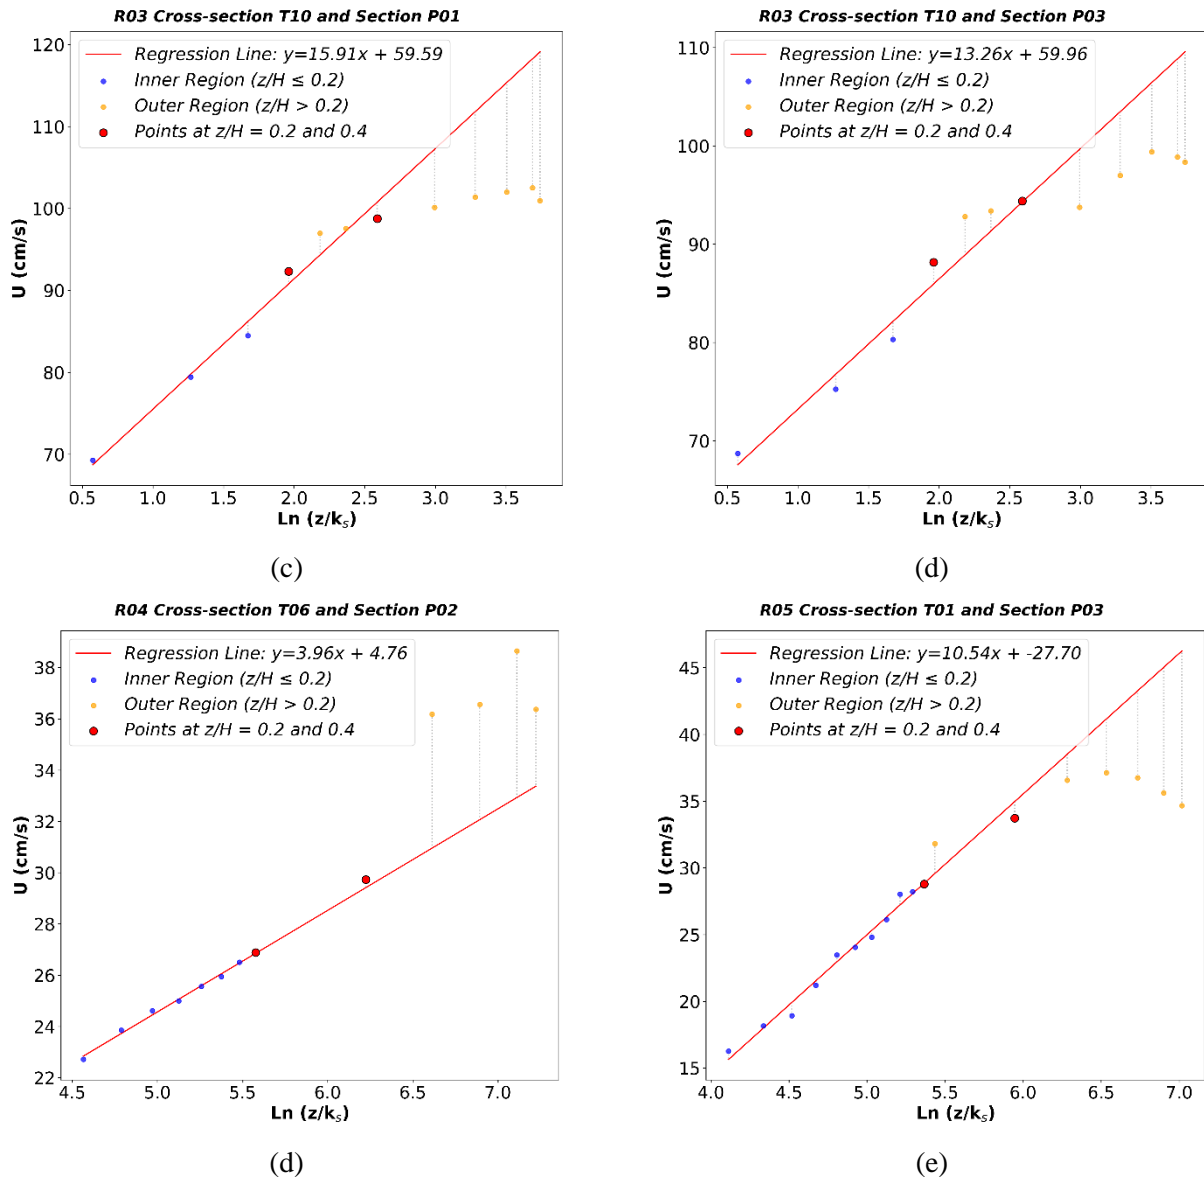 R03 Cross-section T10 and Section P01
Regression Line: y=15.91x + 59.59
Inner Region (z/H ≤ 0.2)
Outer Region (z/H > 0.2)
Points at z/H = 0.2 and 0.4
120
110
100
90
80
70
U (cm/s)
0.5 1.0 1.5 2.0 2.5 3.0 3.5
Ln (z/kₛ)
(c)
R03 Cross-section T10 and Section P03
Regression Line: y=13.26x + 59.96
Inner Region (z/H ≤ 0.2)
Outer Region (z/H > 0.2)
Points at z/H = 0.2 and 0.4
110
100
90
80
70
U (cm/s)
0.5 1.0 1.5 2.0 2.5 3.0 3.5
Ln (z/kₛ)
(d)
R04 Cross-section T06 and Section P02
Regression Line: y=3.96x + 4.76
Inner Region (z/H ≤ 0.2)
Outer Region (z/H > 0.2)
Points at z/H = 0.2 and 0.4
38
36
34
32
30
28
26
24
22
U (cm/s)
4.5 5.0 5.5 6.0 6.5 7.0
Ln (z/kₛ)
(d)
R05 Cross-section T01 and Section P03
Regression Line: y=10.54x + -27.70
Inner Region (z/H ≤ 0.2)
Outer Region (z/H > 0.2)
Points at z/H = 0.2 and 0.4
45
40
35
30
25
20
15
U (cm/s)
4.0 4.5 5.0 5.5 6.0 6.5 7.0
Ln (z/kₛ)
(e)